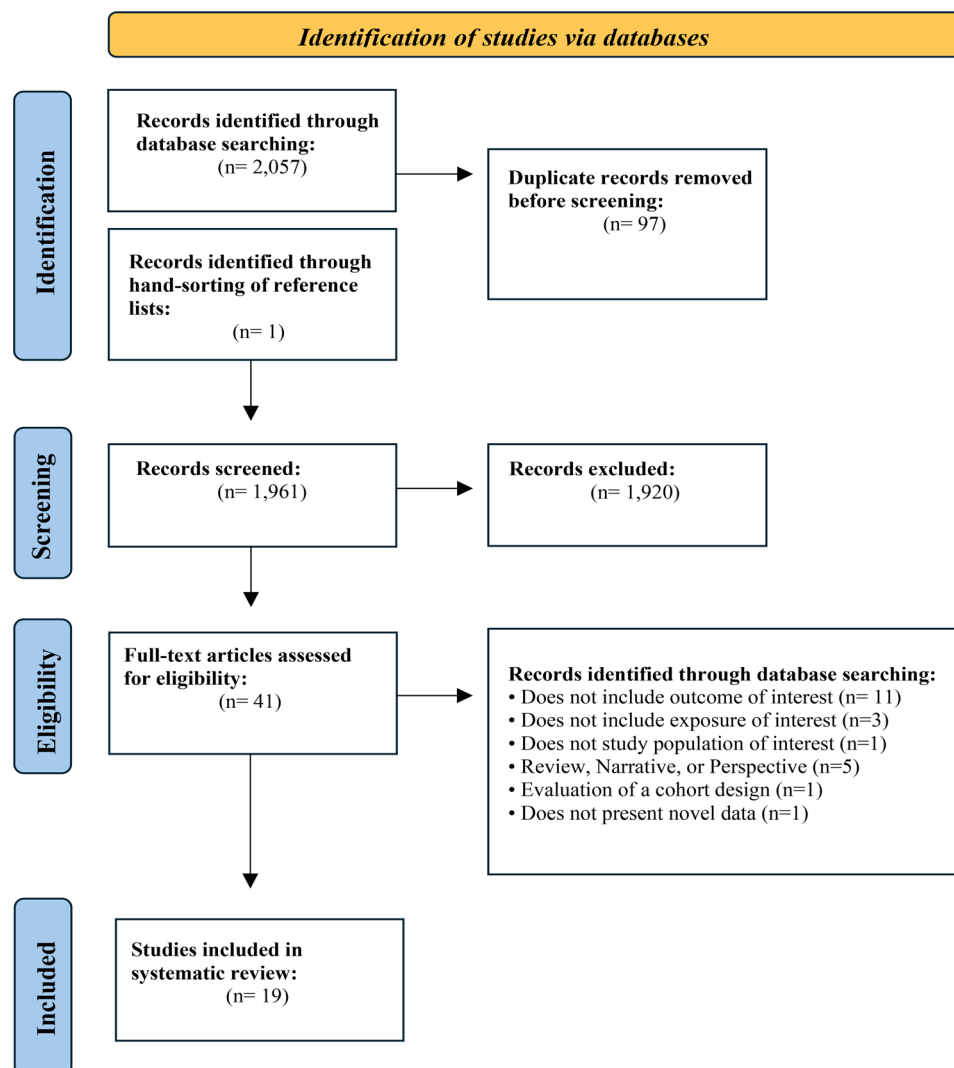 Identification of studies via databases
Identification
Records identified through
database searching:
(n= 2,057)
Duplicate records removed
before screening:
(n= 97)
Records identified through
hand-sorting of reference
lists:
(n= 1)
Screening
Records screened:
(n= 1,961)
Records excluded:
(n= 1,920)
Eligibility
Full-text articles assessed
for eligibility:
(n= 41)
Records identified through database searching:
• Does not include outcome of interest (n= 11)
• Does not include exposure of interest (n=3)
• Does not study population of interest (n=1)
• Review, Narrative, or Perspective (n=5)
• Evaluation of a cohort design (n=1)
• Does not present novel data (n=1)
Included
Studies included in
systematic review:
(n= 19)